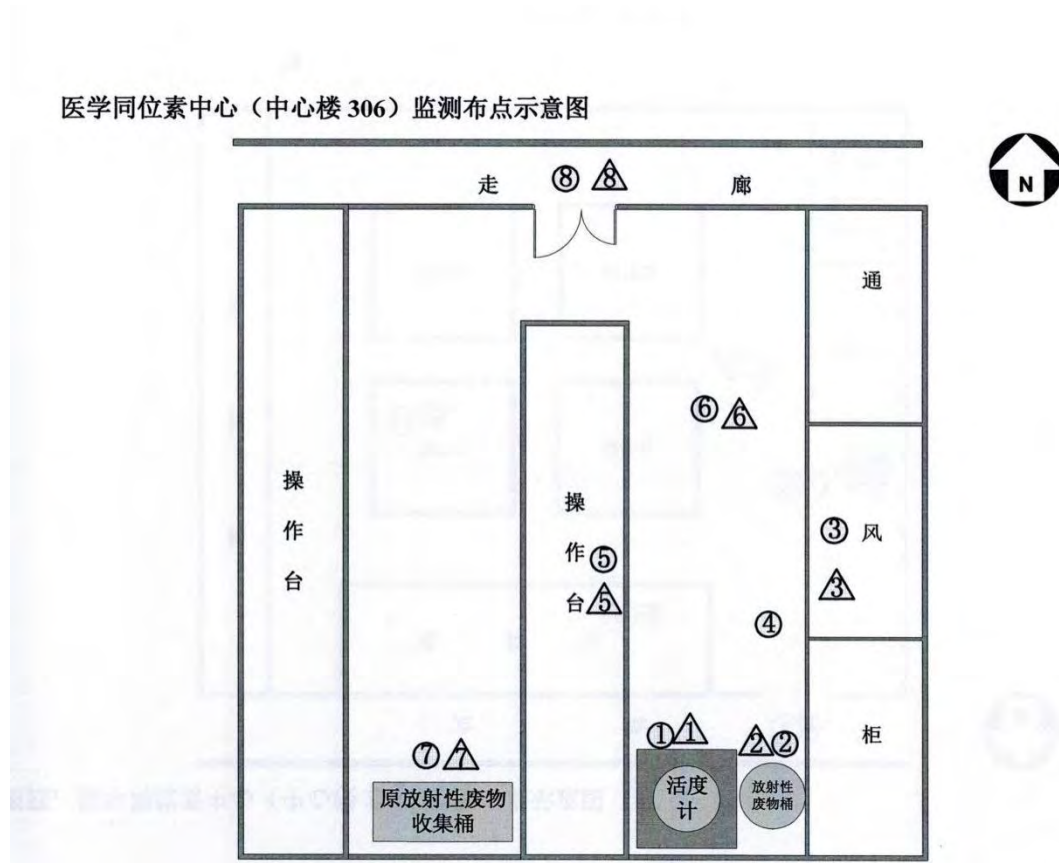 医学同位素中心（中心楼 306）监测布点示意图
走 ⑧ 8 廊
N
通
⑥ 6
操作台
操作台
⑤
5
③ 风
3
④
柜
① 1 2 ②
⑦ 7
活度计
放射性
废物桶
原放射性废物
收集桶